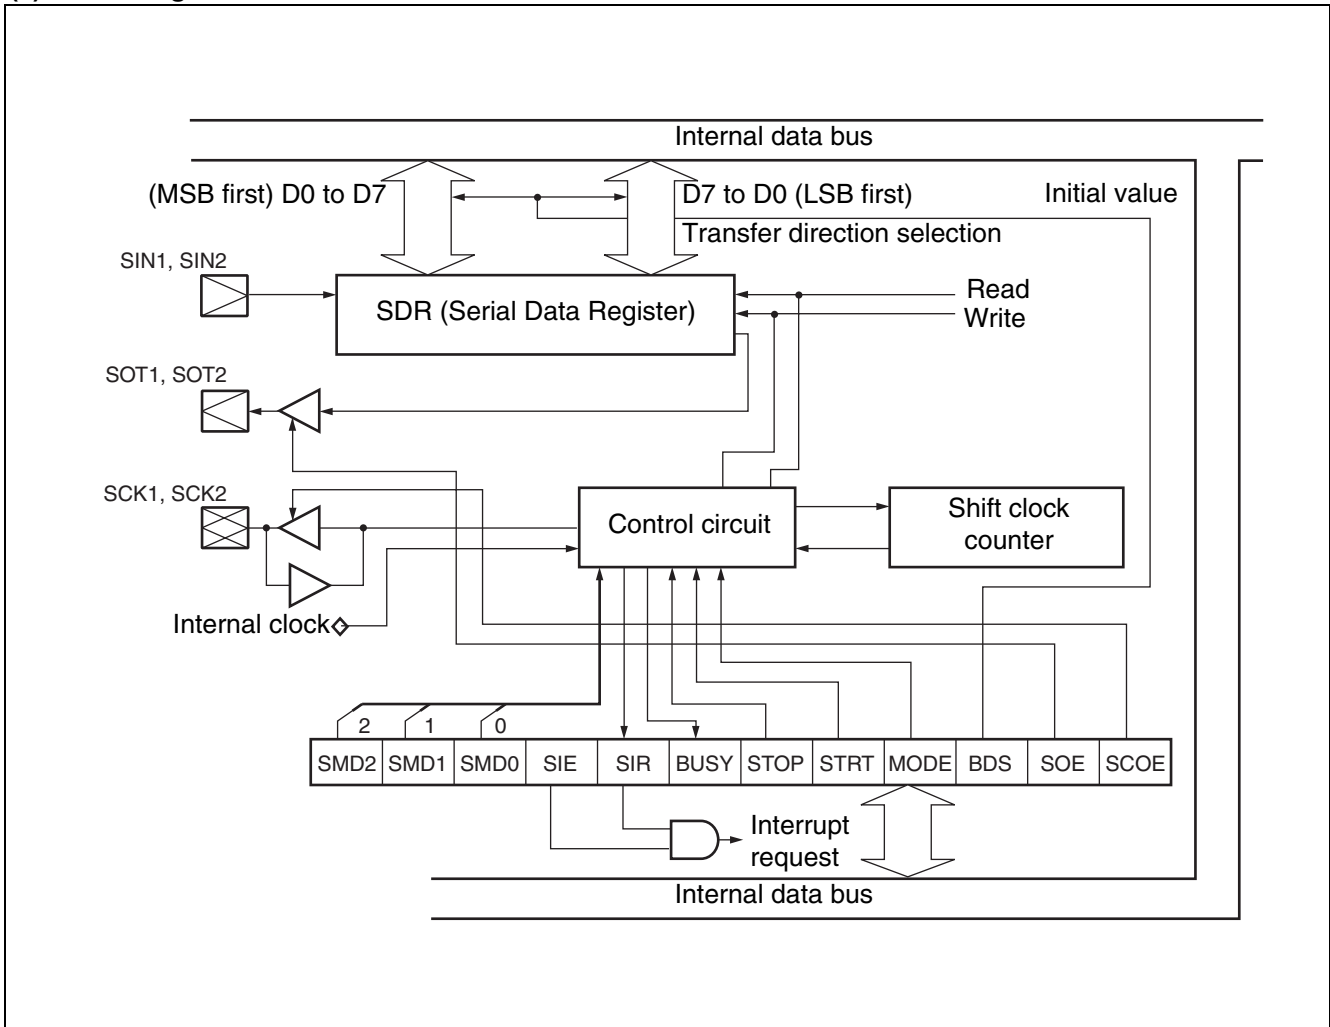 Internal data bus
(MSB first) D0 to D7
D7 to D0 (LSB first)
Initial value
Transfer direction selection
SIN1, SIN2
SDR (Serial Data Register)
Read
Write
SOT1, SOT2
SCK1, SCK2
Control circuit
Shift clock
counter
Internal clock
2 1 0
SMD2 SMD1 SMD0 SIE SIR BUSY STOP STRT MODE BDS SOE SCOE
Interrupt
request
Internal data bus